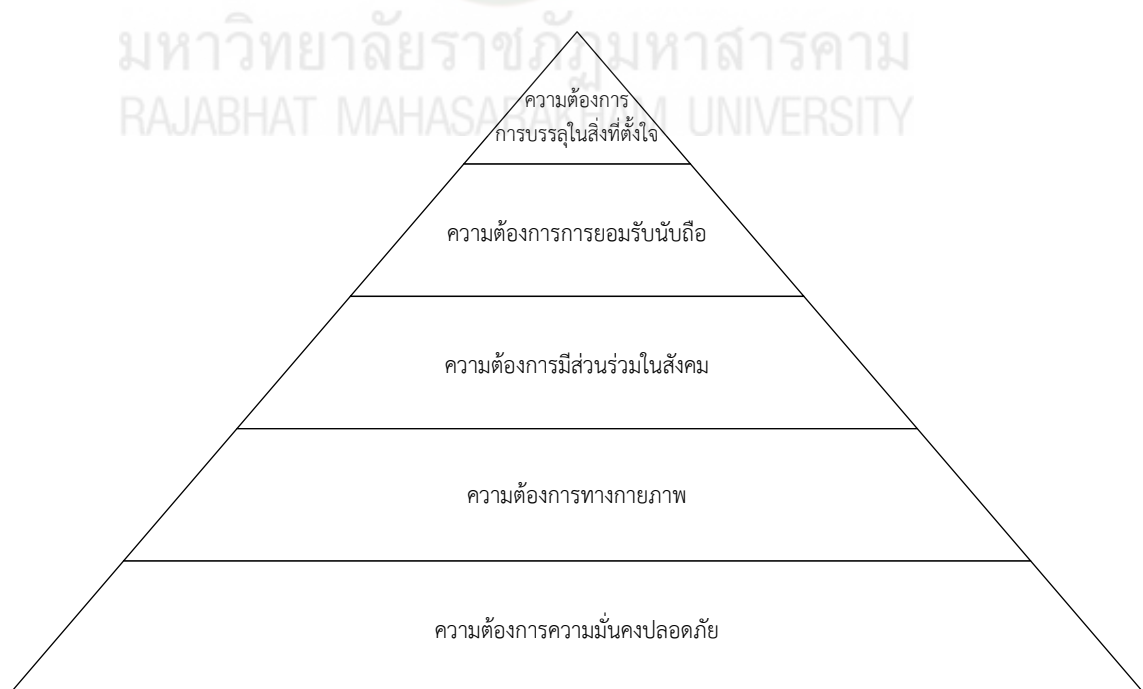 มหาวิทยาลัยราชภัฏมหาสารคาม
RAJABHAT MAHASARAKHAM UNIVERSITY
ความต้องการ
การบรรลุในสิ่งที่ตั้งใจ
ความต้องการการยอมรับนับถือ
ความต้องการมีส่วนร่วมในสังคม
ความต้องการทางกายภาพ
ความต้องการความมั่นคงปลอดภัย